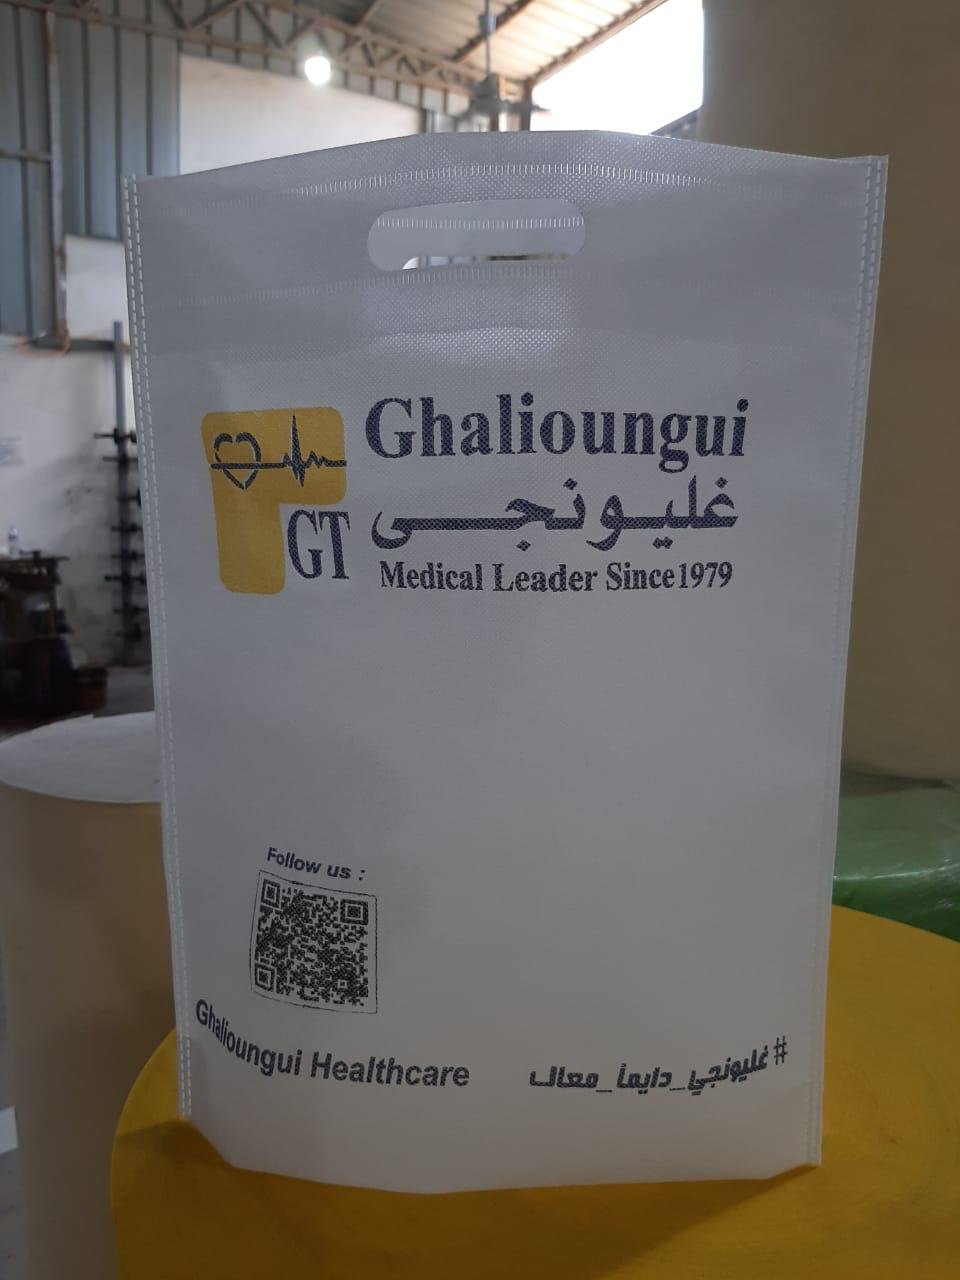 Ghalioungui
غليونجى
GT
Medical Leader Since 1979
Follow us :
Ghalioungui Healthcare
#غليونجي_دايماً_معاك